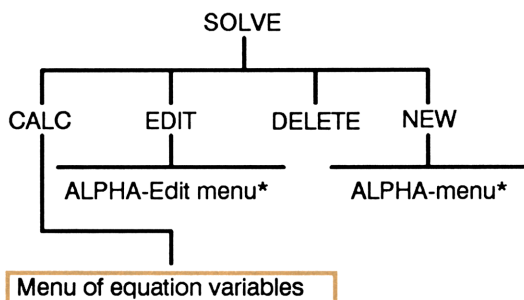 SOLVE
CALC EDIT DELETE NEW
ALPHA-Edit menu* ALPHA-menu*
Menu of equation variables